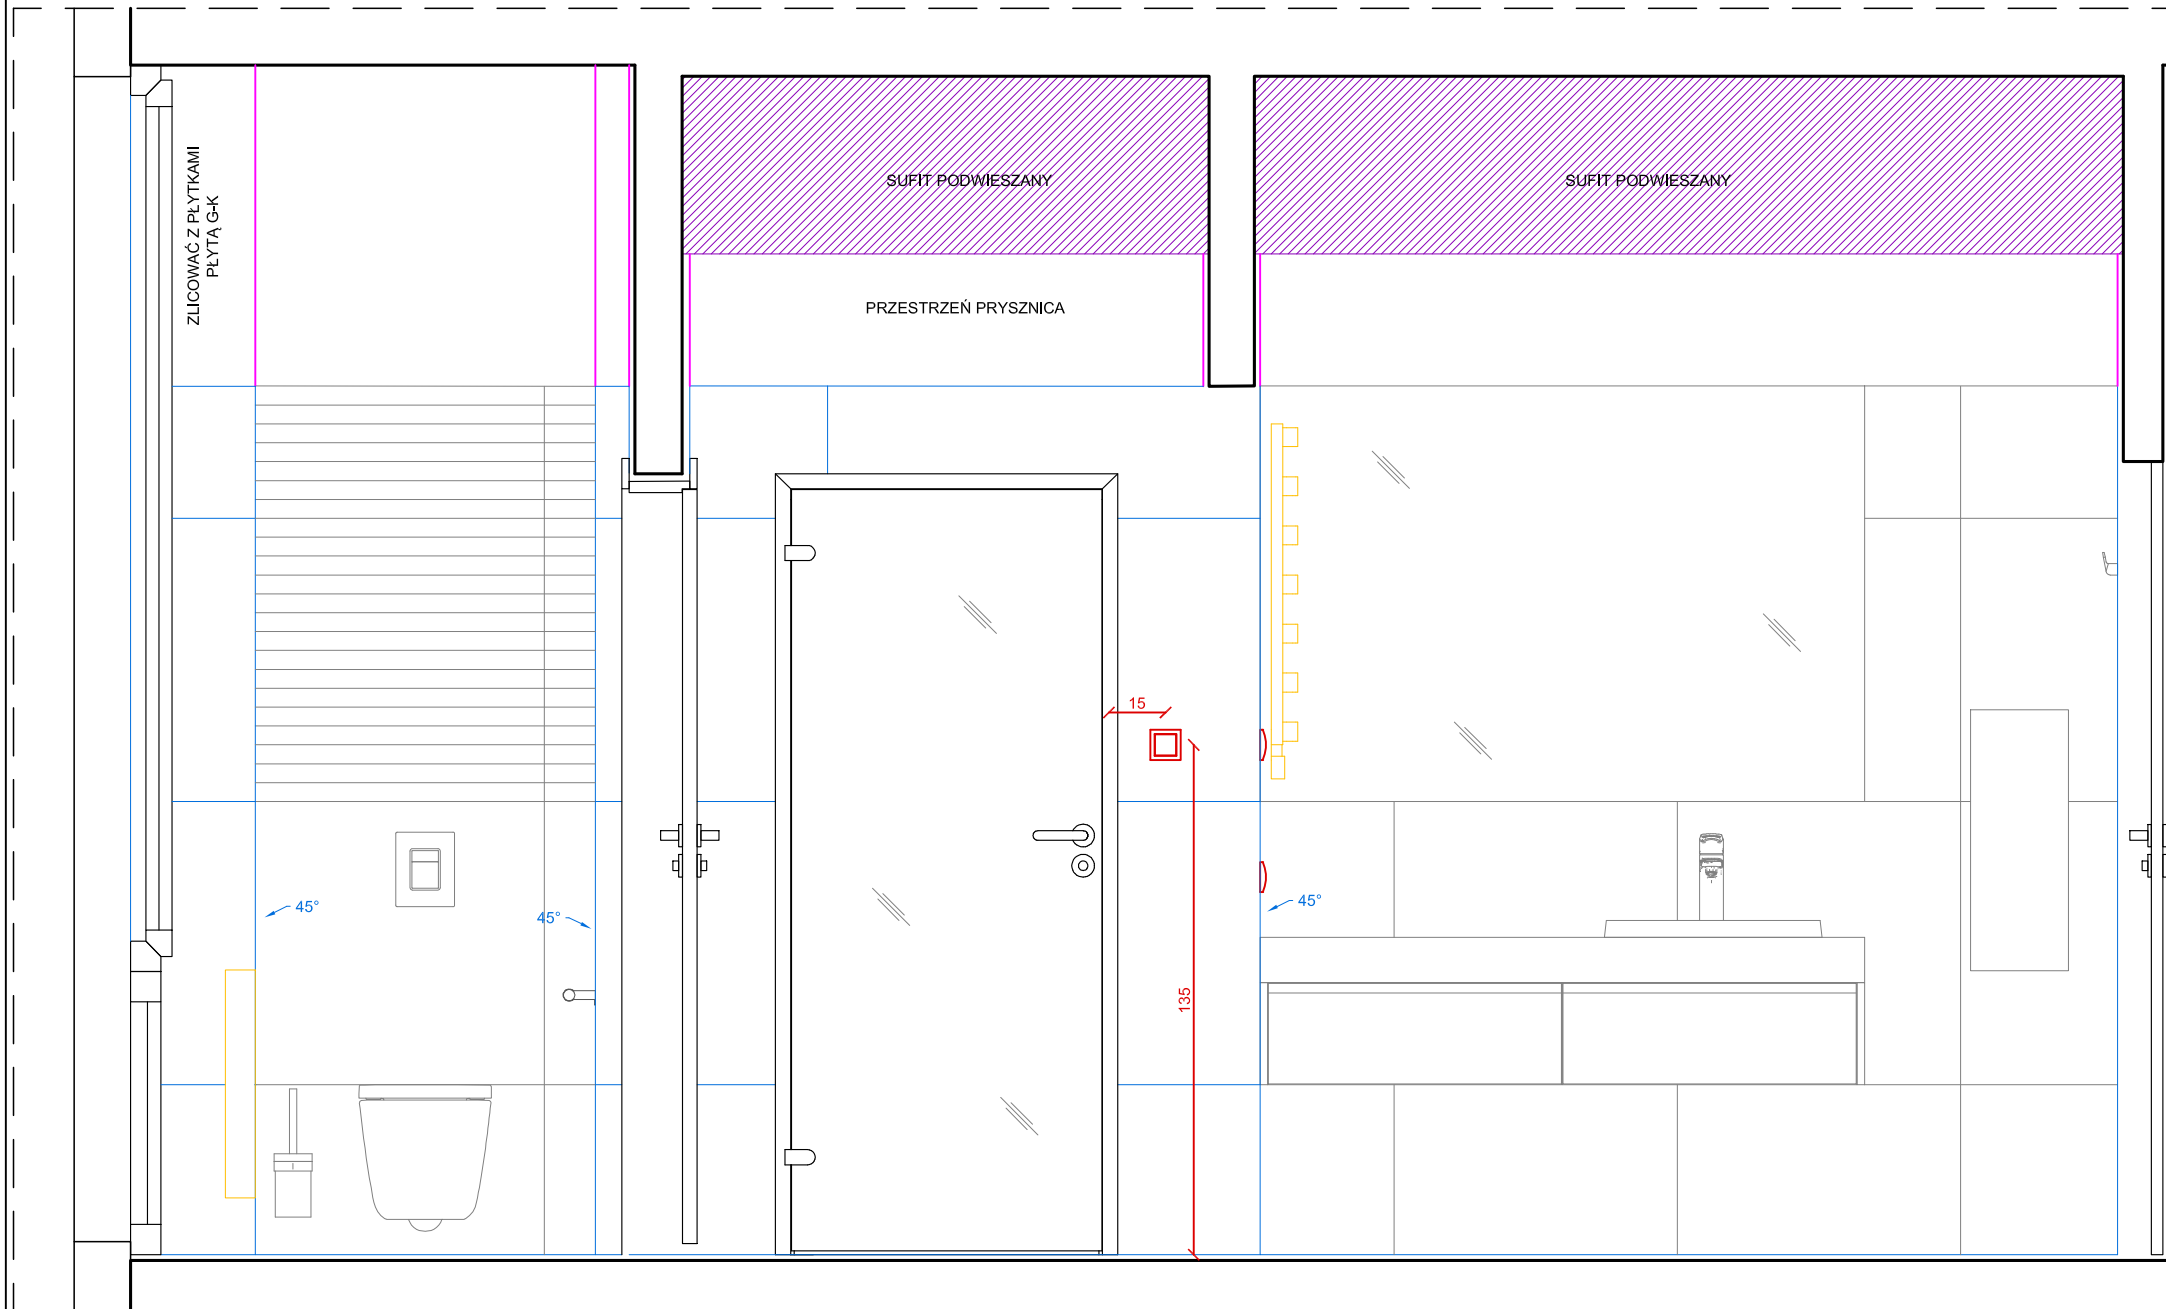 ZLICOWAĆ Z PŁYTKAMI
PŁYTĄ G-K
SUFIT PODWIESZANY
SUFIT PODWIESZANY
PRZESTRZEŃ PRYSZNICA
15
45°
45°
45°
135